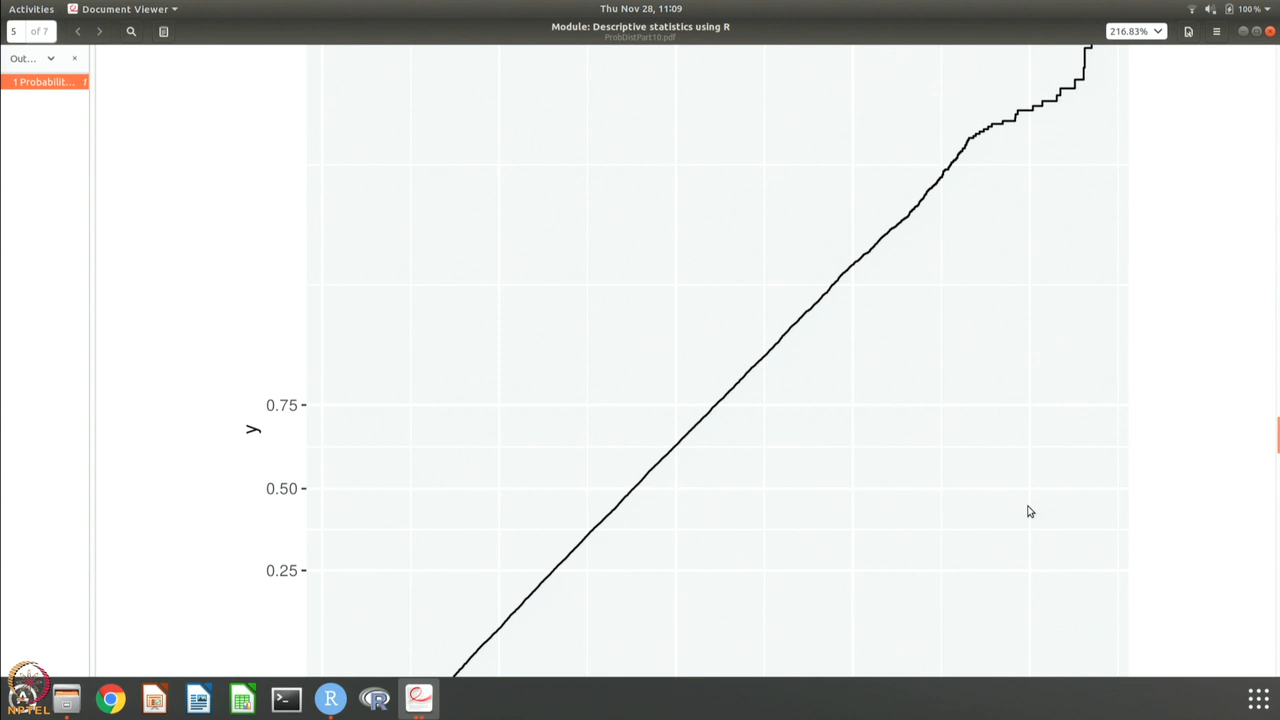 Activities
Document Viewer
Thu Nov 28, 11:09
100%
5 of 7
Module: Descriptive statistics using R
ProbDistPart10.pdf
216.83%
Out...
1 Probabilit... 1
0.75
y
0.50
0.25
R
R
NPTEL